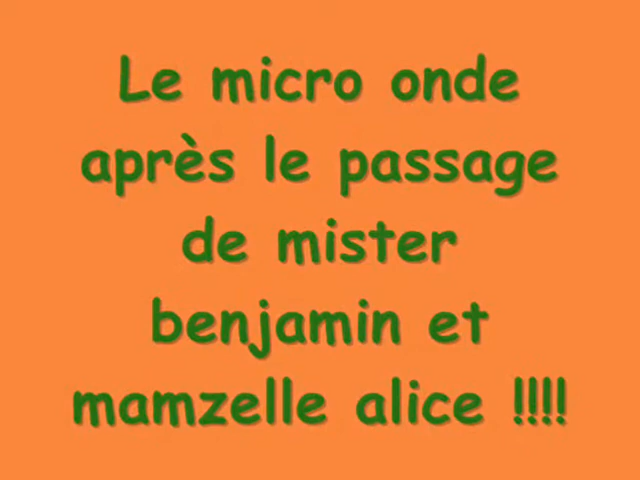 Le micro onde
après le passage
de mister
benjamin et
mamzelle alice !!!!